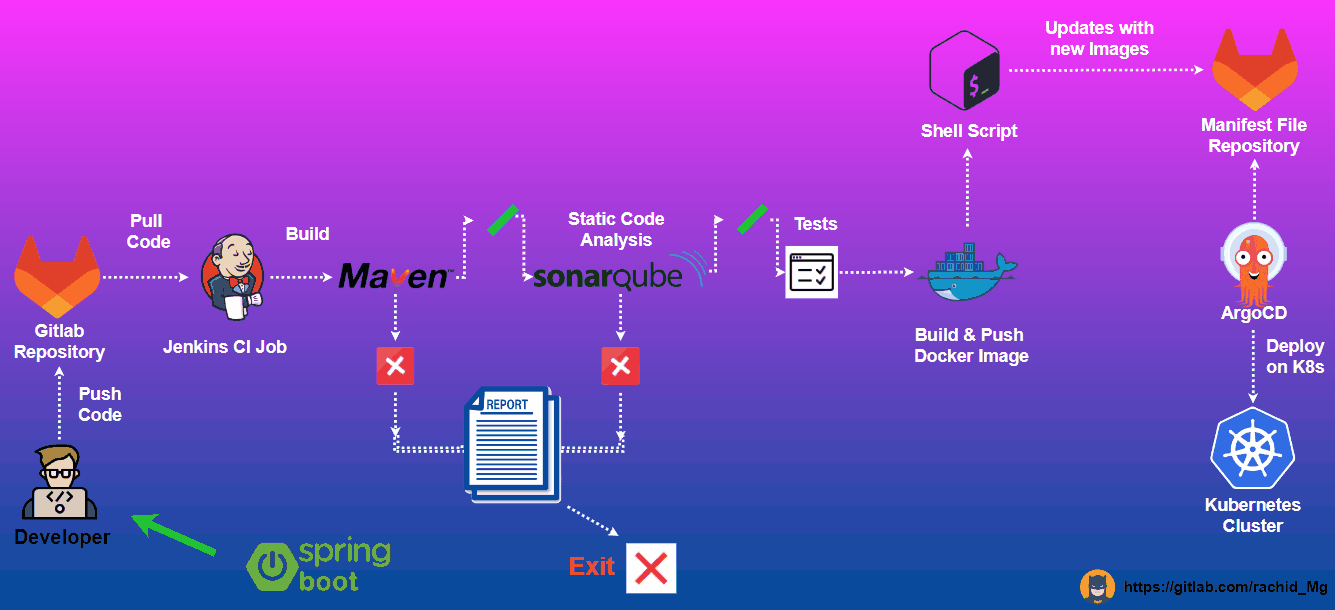 Updates with
new Images
Shell Script
Manifest File
Repository
Pull
Code
Build
Static Code
Analysis
Tests
Maven™
sonarqube
Gitlab
Repository
Jenkins CI Job
Build & Push
Docker Image
ArgoCD
Deploy
on K8s
Push
Code
REPORT
Developer
Kubernetes
Cluster
spring
boot
Exit
https://gitlab.com/rachid_Mg